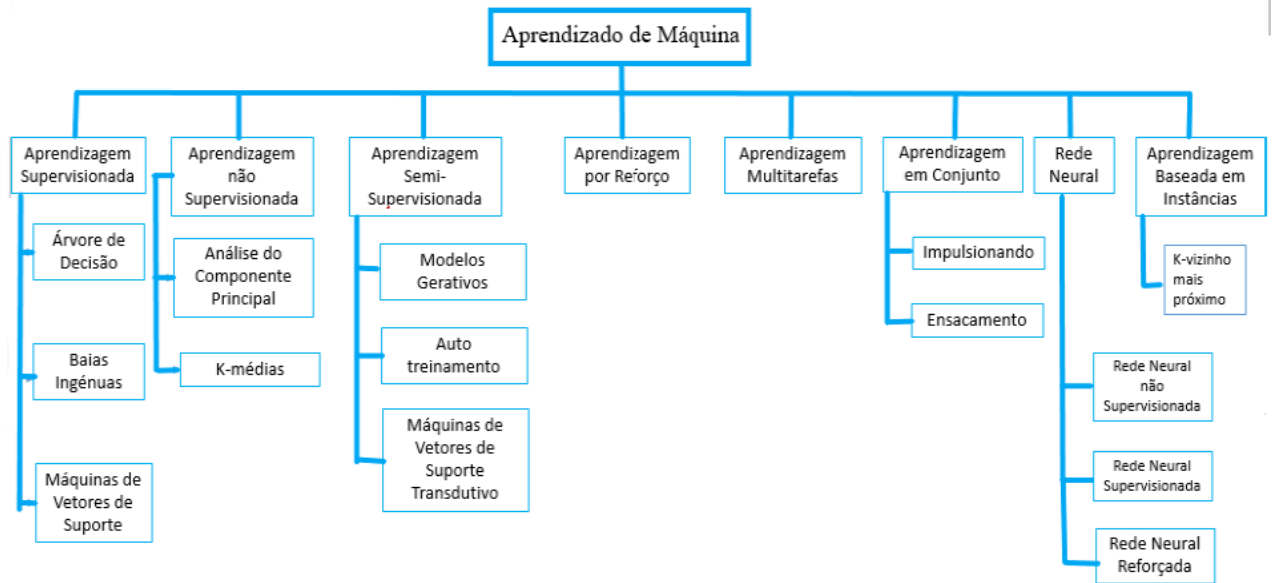 Aprendizado de Máquina
Aprendizagem
Supervisionada
Árvore de
Decisão
Baias
Ingénuas
Máquinas de
Vetores de
Suporte
Aprendizagem
não
Supervisionada
Análise do
Componente
Principal
K-médias
Aprendizagem
Semi-
Supervisionada
Modelos
Gerativos
Auto
treinamento
Máquinas de
Vetores de
Suporte
Transdutivo
Aprendizagem
por Reforço
Aprendizagem
Multitarefas
Aprendizagem
em Conjunto
Impulsionando
Ensacamento
Rede
Neural
Rede Neural
não
Supervisionada
Rede Neural
Supervisionada
Rede Neural
Reforçada
Aprendizagem
Baseada em
Instâncias
K-vizinho
mais
próximo